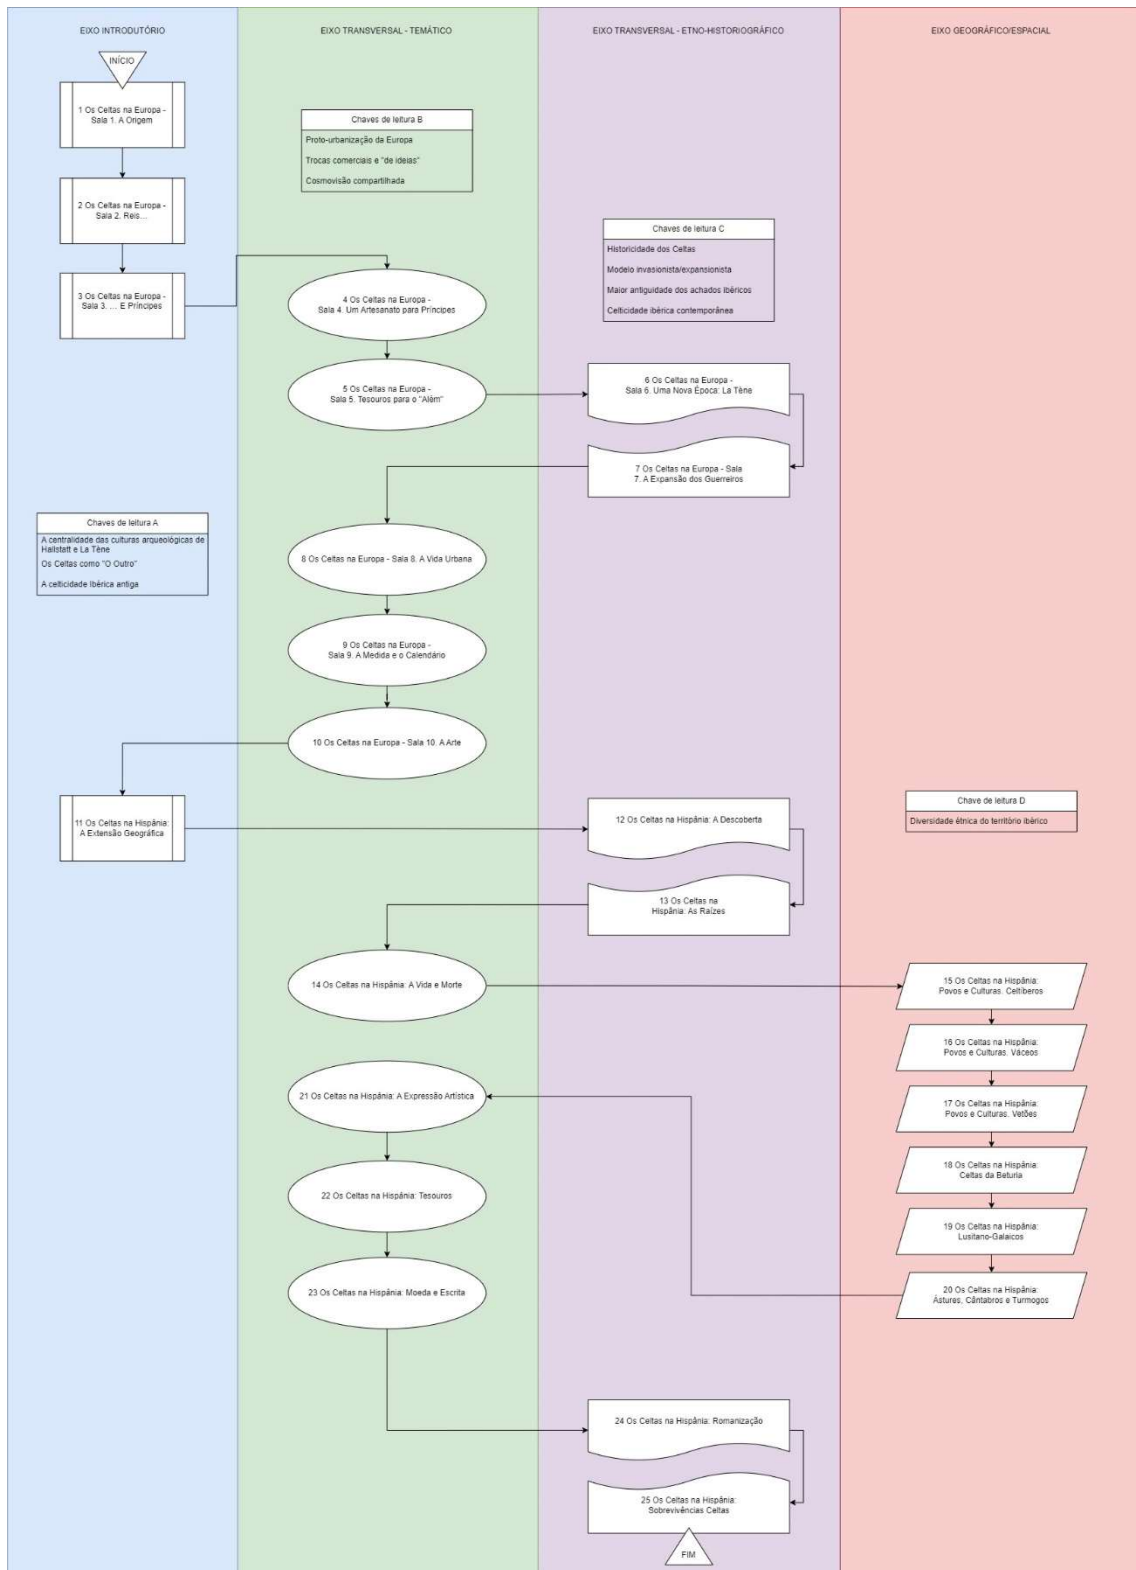 EIXO INTRODUTÓRIO
EIXO TRANSVERSAL - TEMÁTICO
EIXO TRANSVERSAL - ETNO-HISTORIOGRÁFICO
EIXO GEOGRÁFICO/ESPACIAL
INÍCIO
1 Os Celtas na Europa -
Sala 1. A Origem
2 Os Celtas na Europa -
Sala 2. Reis...
3 Os Celtas na Europa -
Sala 3. ... E Príncipes
Chaves de leitura B
Proto-urbanização da Europa
Trocas comerciais e "de ideias"
Cosmovisão compartilhada
Chaves de leitura C
Historicidade dos Celtas
Modelo invasionista/expansionista
Maior antiguidade dos achados ibéricos
Celticidade ibérica contemporânea
4 Os Celtas na Europa -
Sala 4. Um Artesanato para Príncipes
5 Os Celtas na Europa -
Sala 5. Tesouros para o "Além"
6 Os Celtas na Europa -
Sala 6. Uma Nova Época: La Tène
7 Os Celtas na Europa - Sala
7. A Expansão dos Guerreiros
Chaves de leitura A
A centralidade das culturas arqueológicas de
Hallstatt e La Tène
Os Celtas como "O Outro"
A celticidade Ibérica antiga
8 Os Celtas na Europa - Sala 8. A Vida Urbana
9 Os Celtas na Europa -
Sala 9. A Medida e o Calendário
10 Os Celtas na Europa - Sala 10. A Arte
11 Os Celtas na Hispânia:
A Extensão Geográfica
12 Os Celtas na Hispânia: A Descoberta
Chave de leitura D
Diversidade étnica do território ibérico
13 Os Celtas na
Hispânia: As Raízes
14 Os Celtas na Hispânia: A Vida e Morte
15 Os Celtas na Hispânia:
Povos e Culturas. Celtíberos
16 Os Celtas na Hispânia:
Povos e Culturas. Váceos
17 Os Celtas na Hispânia:
Povos e Culturas. Vetões
18 Os Celtas na Hispânia:
Celtas da Beturia
19 Os Celtas na Hispânia:
Lusitano-Galaicos
20 Os Celtas na Hispânia:
Ástures, Cântabros e Turmogos
21 Os Celtas na Hispânia: A Expressão Artística
22 Os Celtas na Hispânia: Tesouros
23 Os Celtas na Hispânia: Moeda e Escrita
24 Os Celtas na Hispânia: Romanização
25 Os Celtas na Hispânia:
Sobrevivências Celtas
FIM